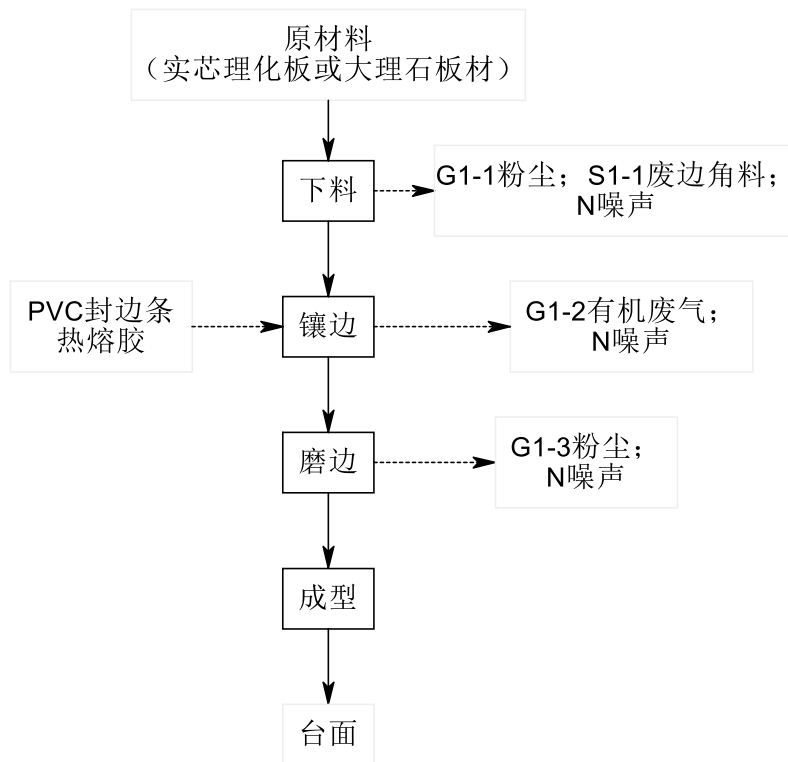 原材料
（实芯理化板或大理石板材）
下料
G1-1粉尘；S1-1废边角料；
N噪声
PVC封边条
热熔胶
镶边
G1-2有机废气；
N噪声
磨边
G1-3粉尘；
N噪声
成型
台面